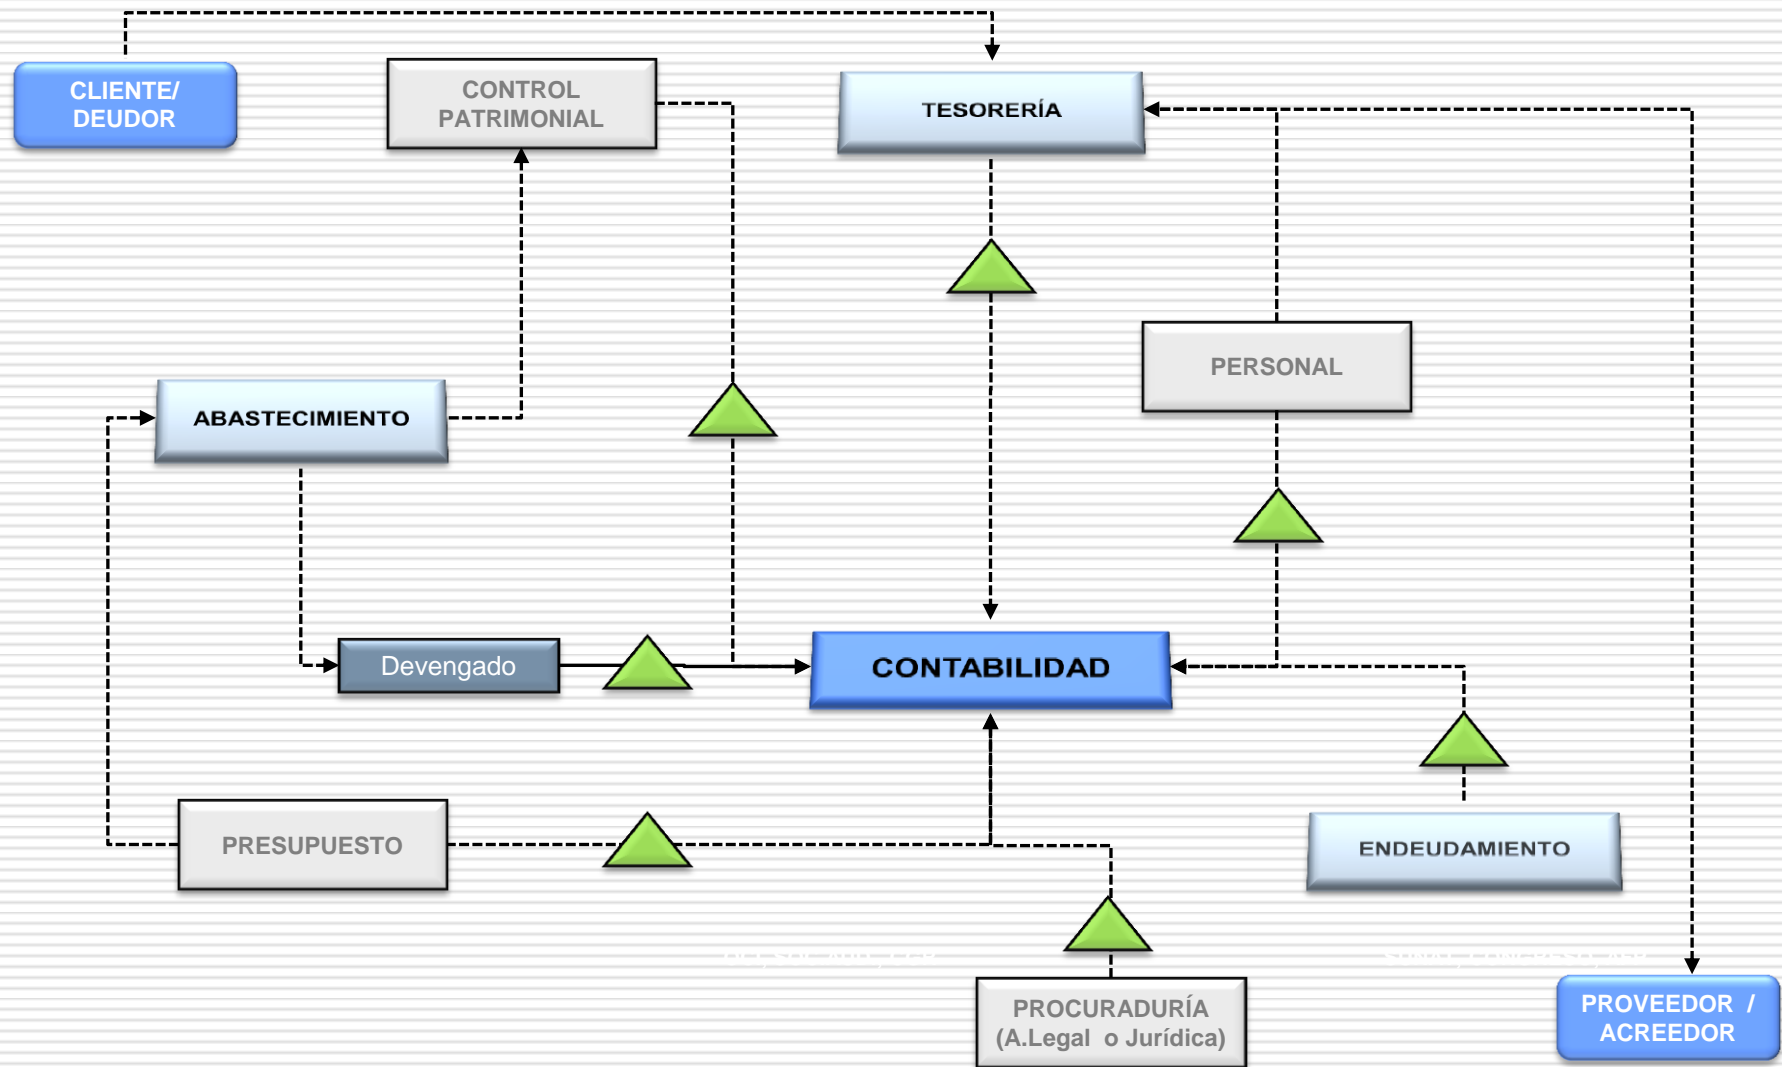 CLIENTE/
DEUDOR
CONTROL
PATRIMONIAL
TESORERÍA
PERSONAL
ABASTECIMIENTO
Devengado
CONTABILIDAD
PRESUPUESTO
ENDEUDAMIENTO
PROCURADURÍA
(A.Legal o Jurídica)
PROVEEDOR /
ACREEDOR